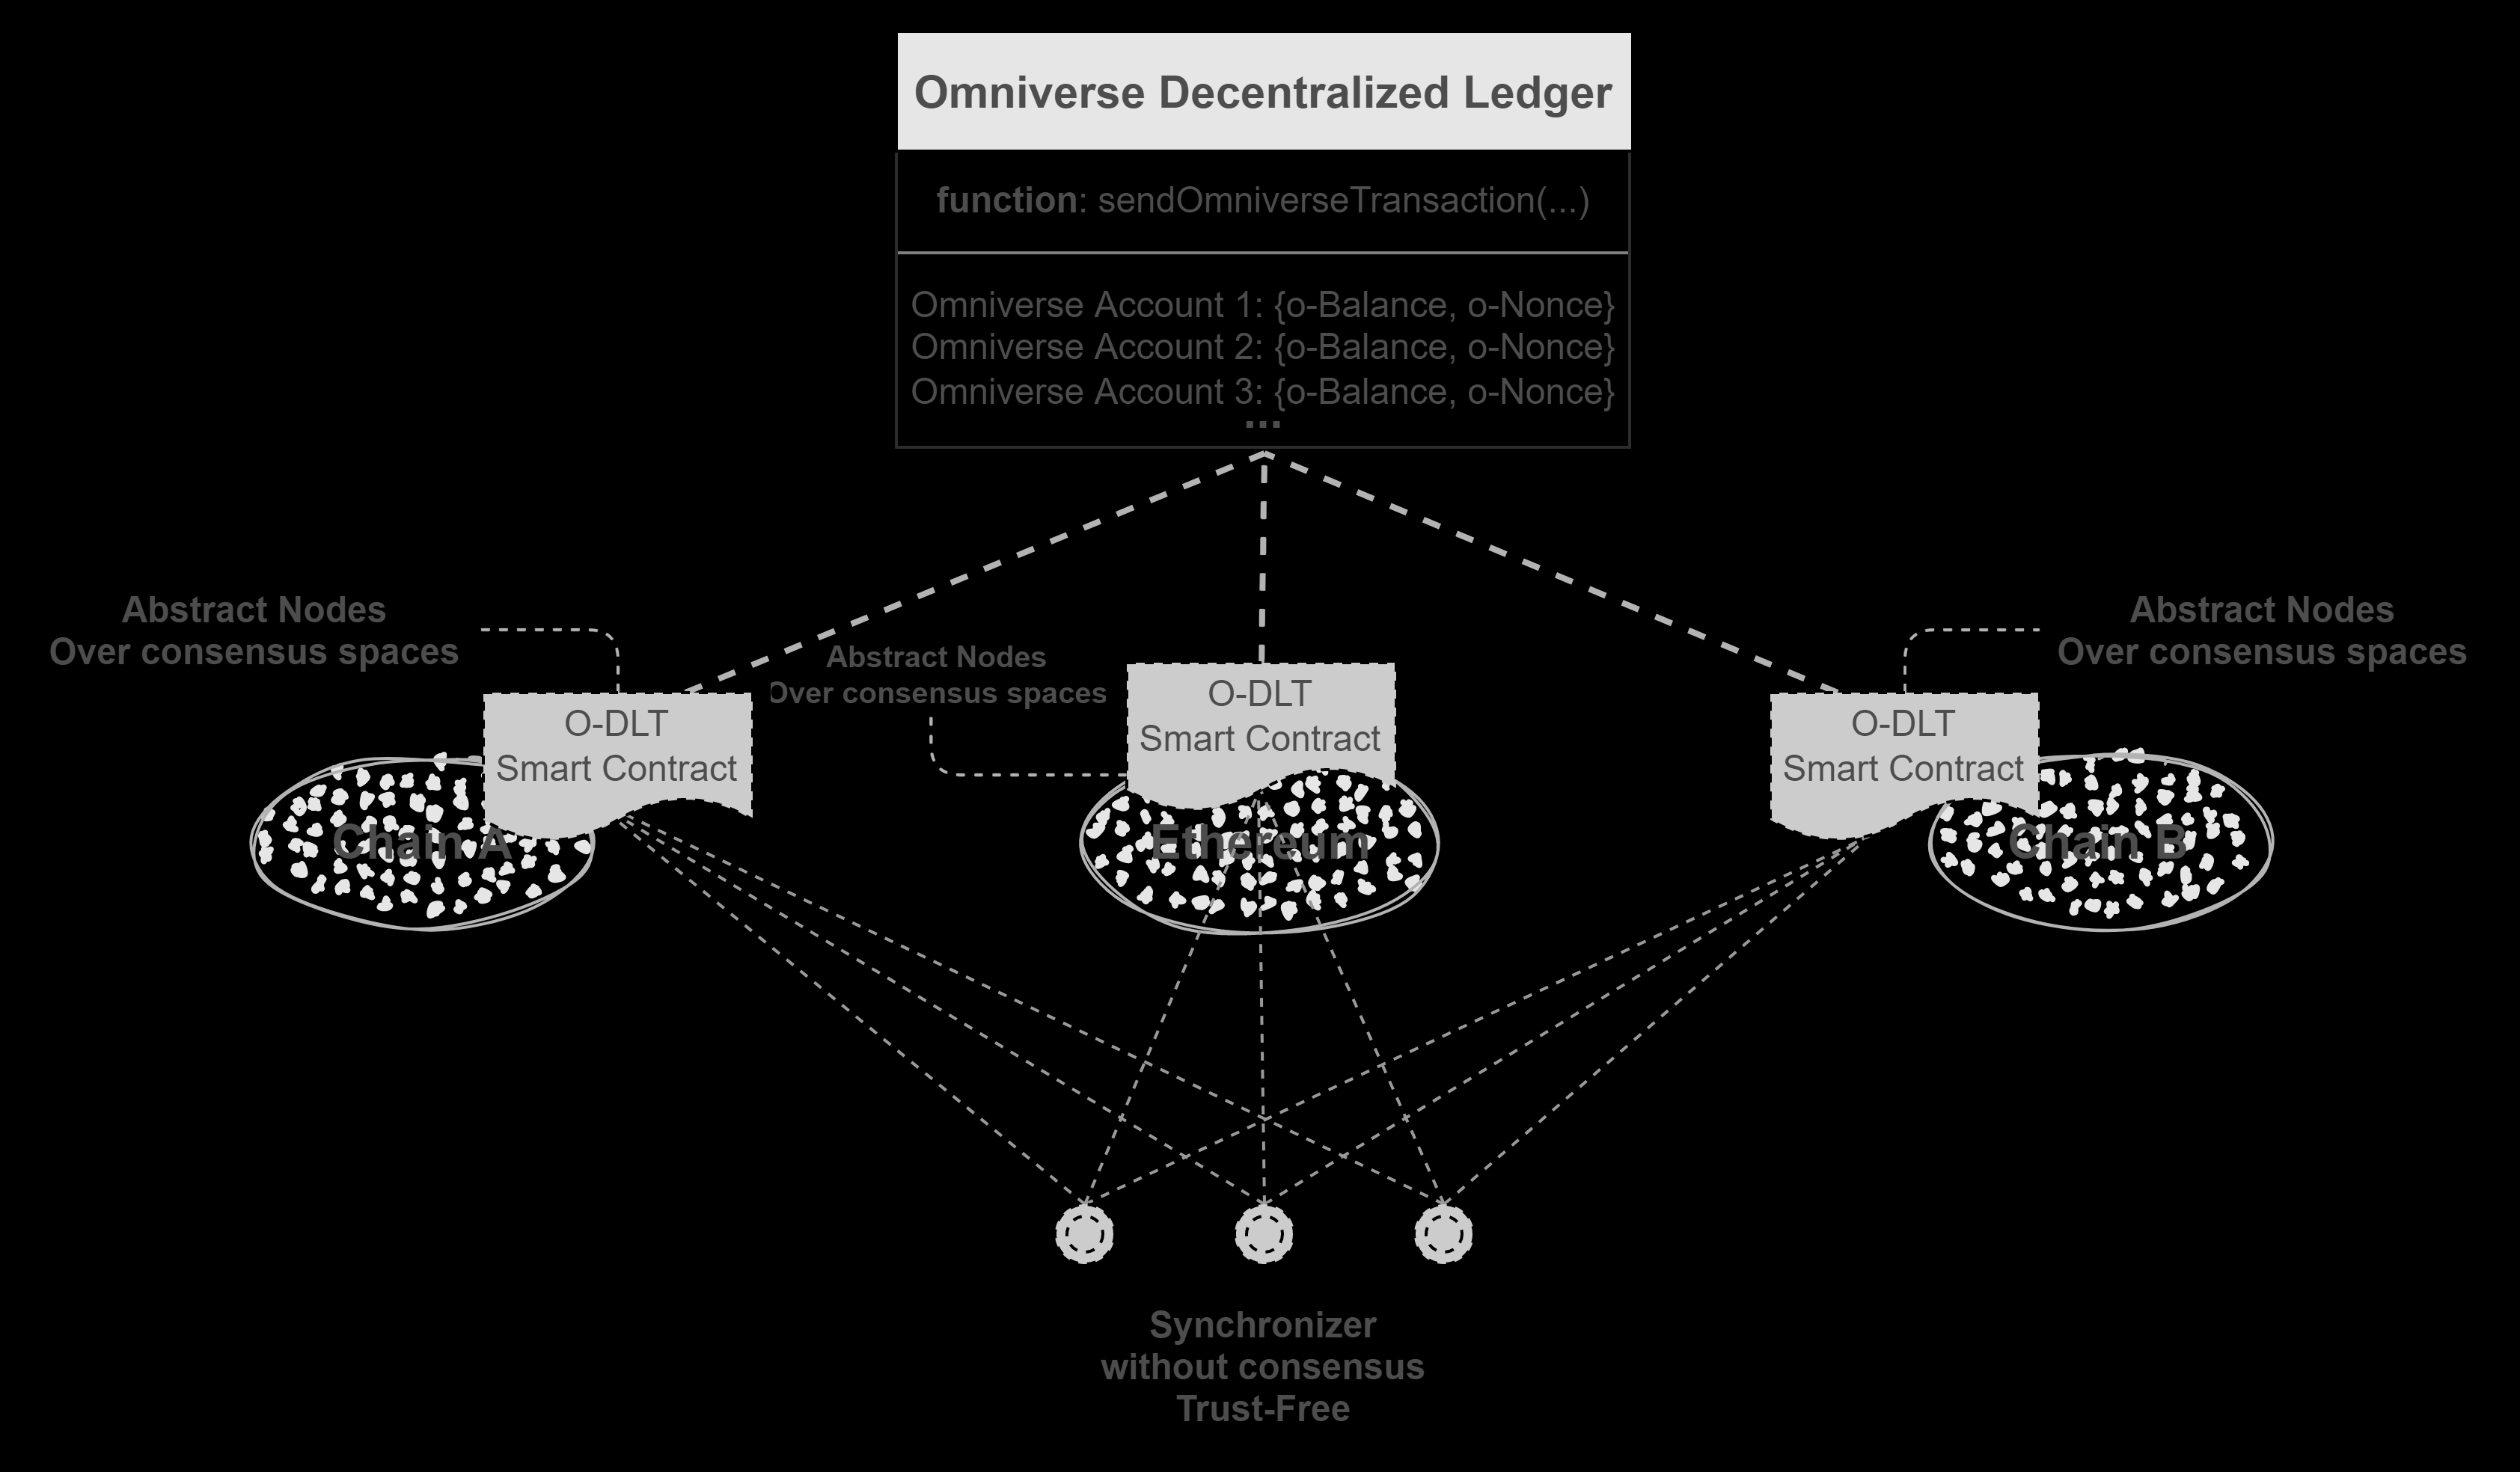 Omniverse Decentralized Ledger
function: sendOmniverseTransaction(...)
Omniverse Account 1: {o-Balance, o-Nonce}
Omniverse Account 2: {o-Balance, o-Nonce}
Omniverse Account 3: {o-Balance, o-Nonce}
...
Abstract Nodes
Over consensus spaces
Abstract Nodes
Over consensus spaces
Abstract Nodes
Over consensus spaces
O-DLT
Smart Contract
O-DLT
Smart Contract
O-DLT
Smart Contract
Chain A
Ethereum
Chain B
Synchronizer
without consensus
Trust-Free